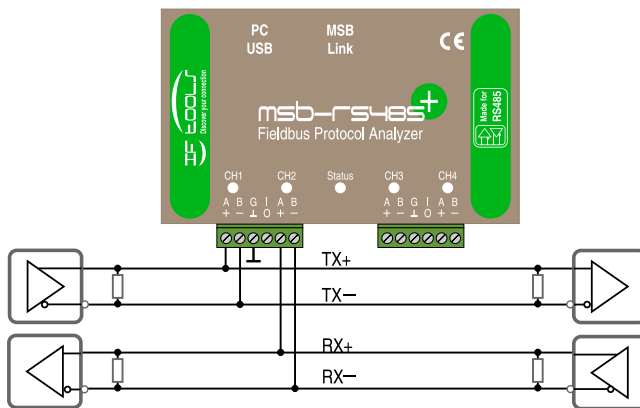 PC USB
MSB Link
CE
IF TOOLS
Discover your connection
msb-rs485+
Fieldbus Protocol Analyzer
Made for RS485
CH1 CH2 Status CH3 CH4
A B G I A B A B G I A B
+ − ⊥ O + − + − ⊥ O + −
TX+
TX−
RX+
RX−